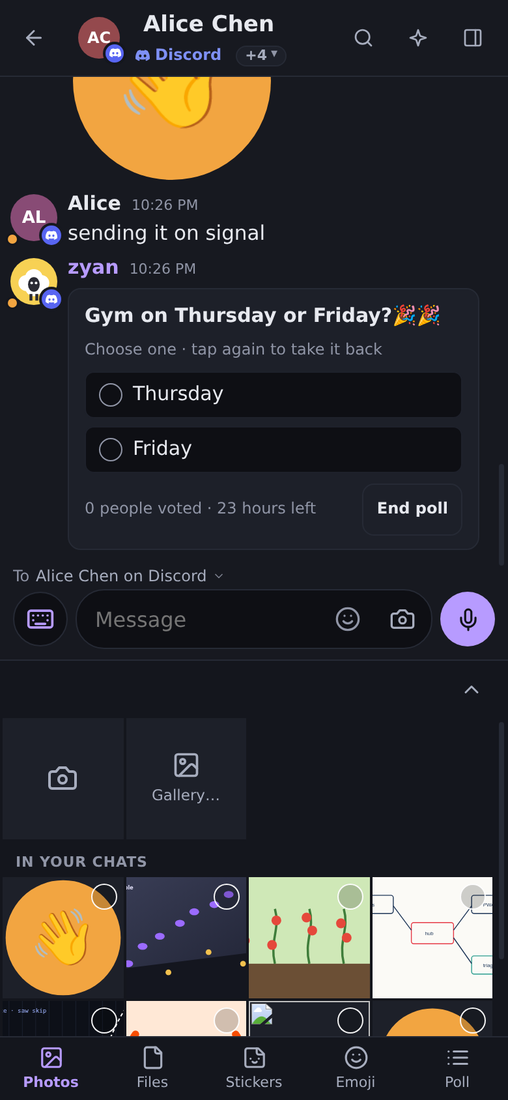 AC
Alice Chen
Discord
+4
AL
Alice 10:26 PM
sending it on signal
zyan 10:26 PM
Gym on Thursday or Friday?🎉🎉
Choose one · tap again to take it back
Thursday
Friday
0 people voted · 23 hours left
End poll
To Alice Chen on Discord
Message
Gallery...
IN YOUR CHATS
hub
e · saw skip
Photos
Files
Stickers
Emoji
Poll